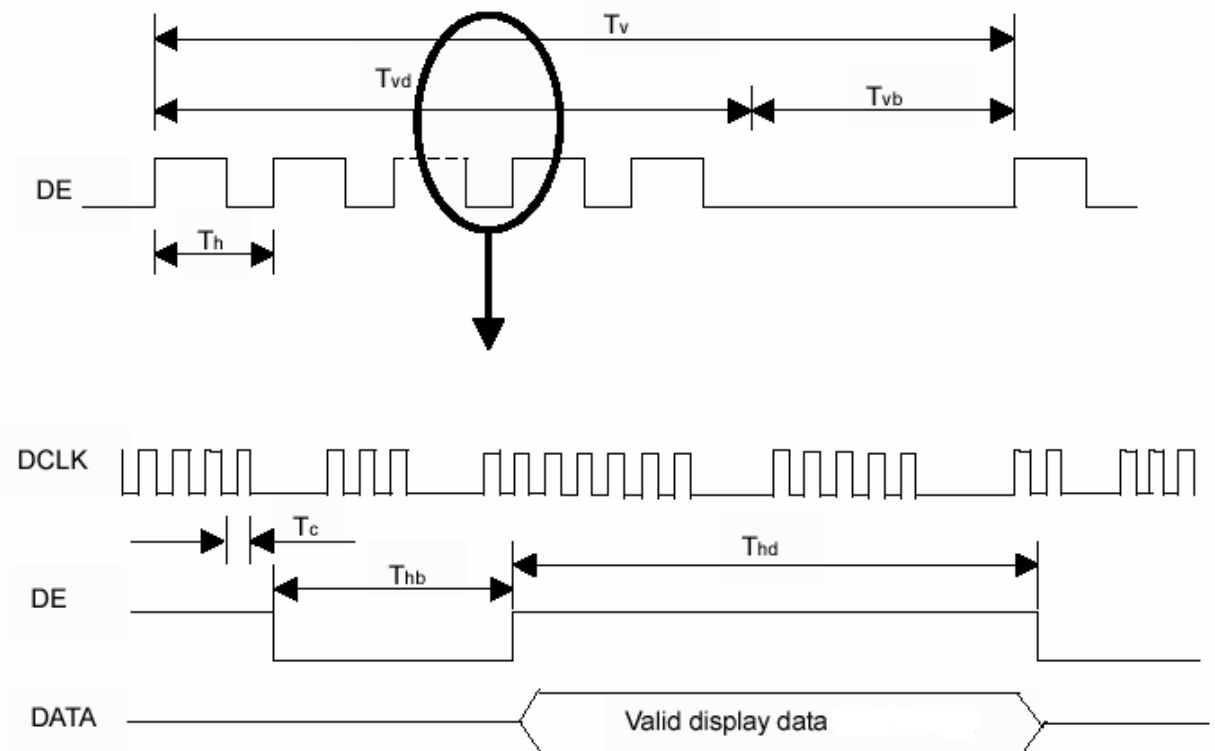 Tv
Tvd
Tvb
DE
Th
DCLK
Tc
Thd
Thb
DE
DATA
Valid display data